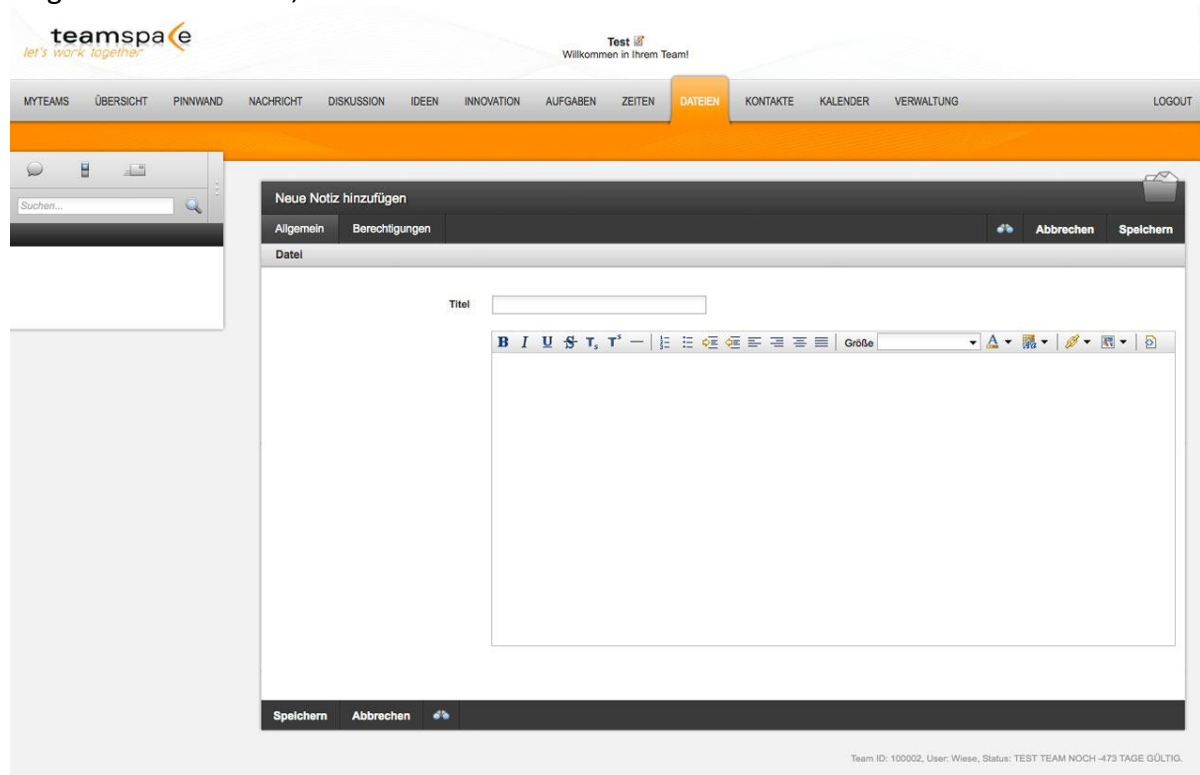 teamspace
let's work together
Test
Willkommen in Ihrem Team!
MYTEAMS ÜBERSICHT PINNWAND NACHRICHT DISKUSSION IDEEN INNOVATION AUFGABEN ZEITEN DATEIEN KONTAKTE KALENDER VERWALTUNG LOGOUT
Suchen...
Neue Notiz hinzufügen
Allgemein Berechtigungen Abbrechen Speichern
Datei
Titel
B I U S Ts Ts Größe A
Speichern Abbrechen
Team ID: 100002, User: Wiese, Status: TEST TEAM NOCH -473 TAGE GÜLTIG.